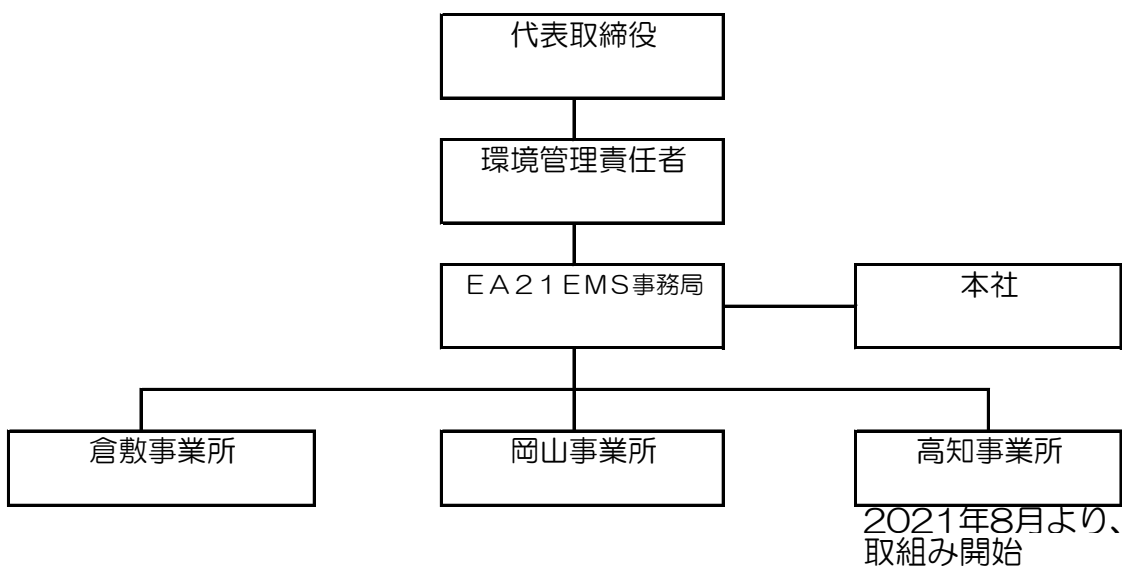 代表取締役
環境管理責任者
ＥＡ２１ＥＭＳ事務局
本社
倉敷事業所
岡山事業所
高知事業所
2021年8月より、
取組み開始